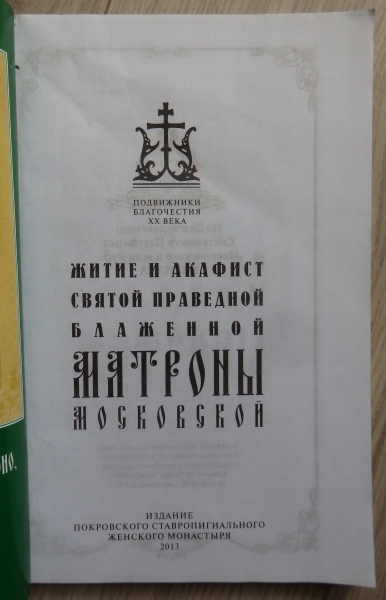 ПОДВИЖНИКИ
БЛАГОЧЕСТИЯ
XX ВЕКА
ЖИТИЕ И АКАФИСТ
СВЯТОЙ ПРАВЕДНОЙ
БЛАЖЕННОЙ
МАТРОНЫ
МОСКОВСКОЙ
ИЗДАНИЕ
ПОКРОВСКОГО СТАВРОПИГИАЛЬНОГО
ЖЕНСКОГО МОНАСТЫРЯ
2013